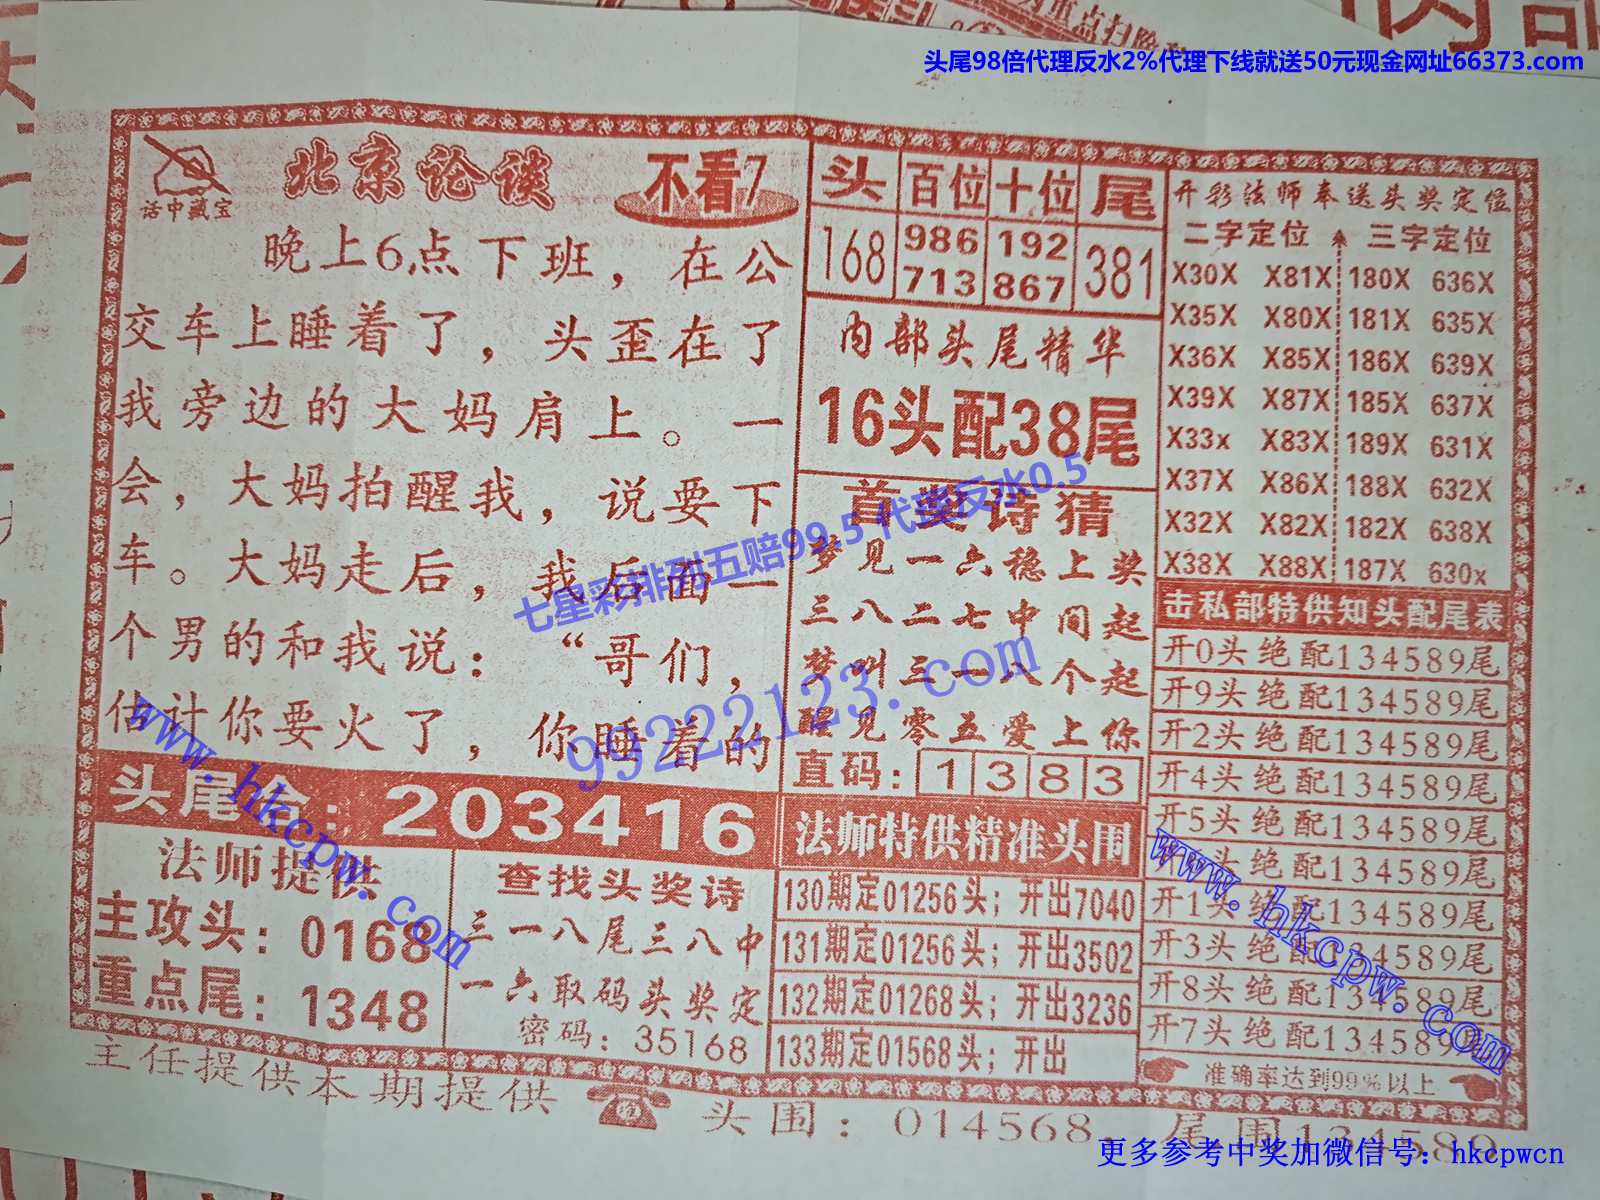 头尾98倍代理反水2%代理下线就送50元现金网址66373.com
话中藏宝
北京论谈
不看7
晚上6点下班，在公
交车上睡着了，头歪在了
我旁边的大妈肩上。一
会，大妈拍醒我，说要下
车。大妈走后，我后面一
个男的和我说：“哥们，
估计你要火了，你睡着的
头尾合：203416
法师提供
主攻头：0168
重点尾：1348
查找头奖诗
三一八尾三八中
一六取码头奖定
密码：35168
头 百位 十位 尾
168 986 192 381
713 867
内部头尾精华
16头配38尾
首奖诗猜
梦见一六稳上奖
三八二七中间起
梦叫三一八个起
醒见零五爱上你
直码：1383
法师特供精准头围
130期定01256头；开出7040
131期定01256头；开出3502
132期定01268头；开出3236
133期定01568头；开出
开彩法师奉送头奖定位
二字定位 三字定位
X30X X81X 180X 636X
X35X X80X 181X 635X
X36X X85X 186X 639X
X39X X87X 185X 637X
X33x X83X 189X 631X
X37X X86X 188X 632X
X32X X82X 182X 638X
X38X X88X 187X 630x
击私部特供知头配尾表
开0头绝配134589尾
开9头绝配134589尾
开2头绝配134589尾
开4头绝配134589尾
开5头绝配134589尾
头绝配134589尾
开1头绝配134589尾
开3头绝配134589尾
开8头绝配134589尾
开7头绝配134589尾
准确率达到99%以上
主任提供本期提供 头围：014568，尾围134589
七星彩排列五赔99.5 代理反水0.5
99222123.com
www.hkcpw.com
www.hkcpw.com
更多参考中奖加微信号：hkcpwcn